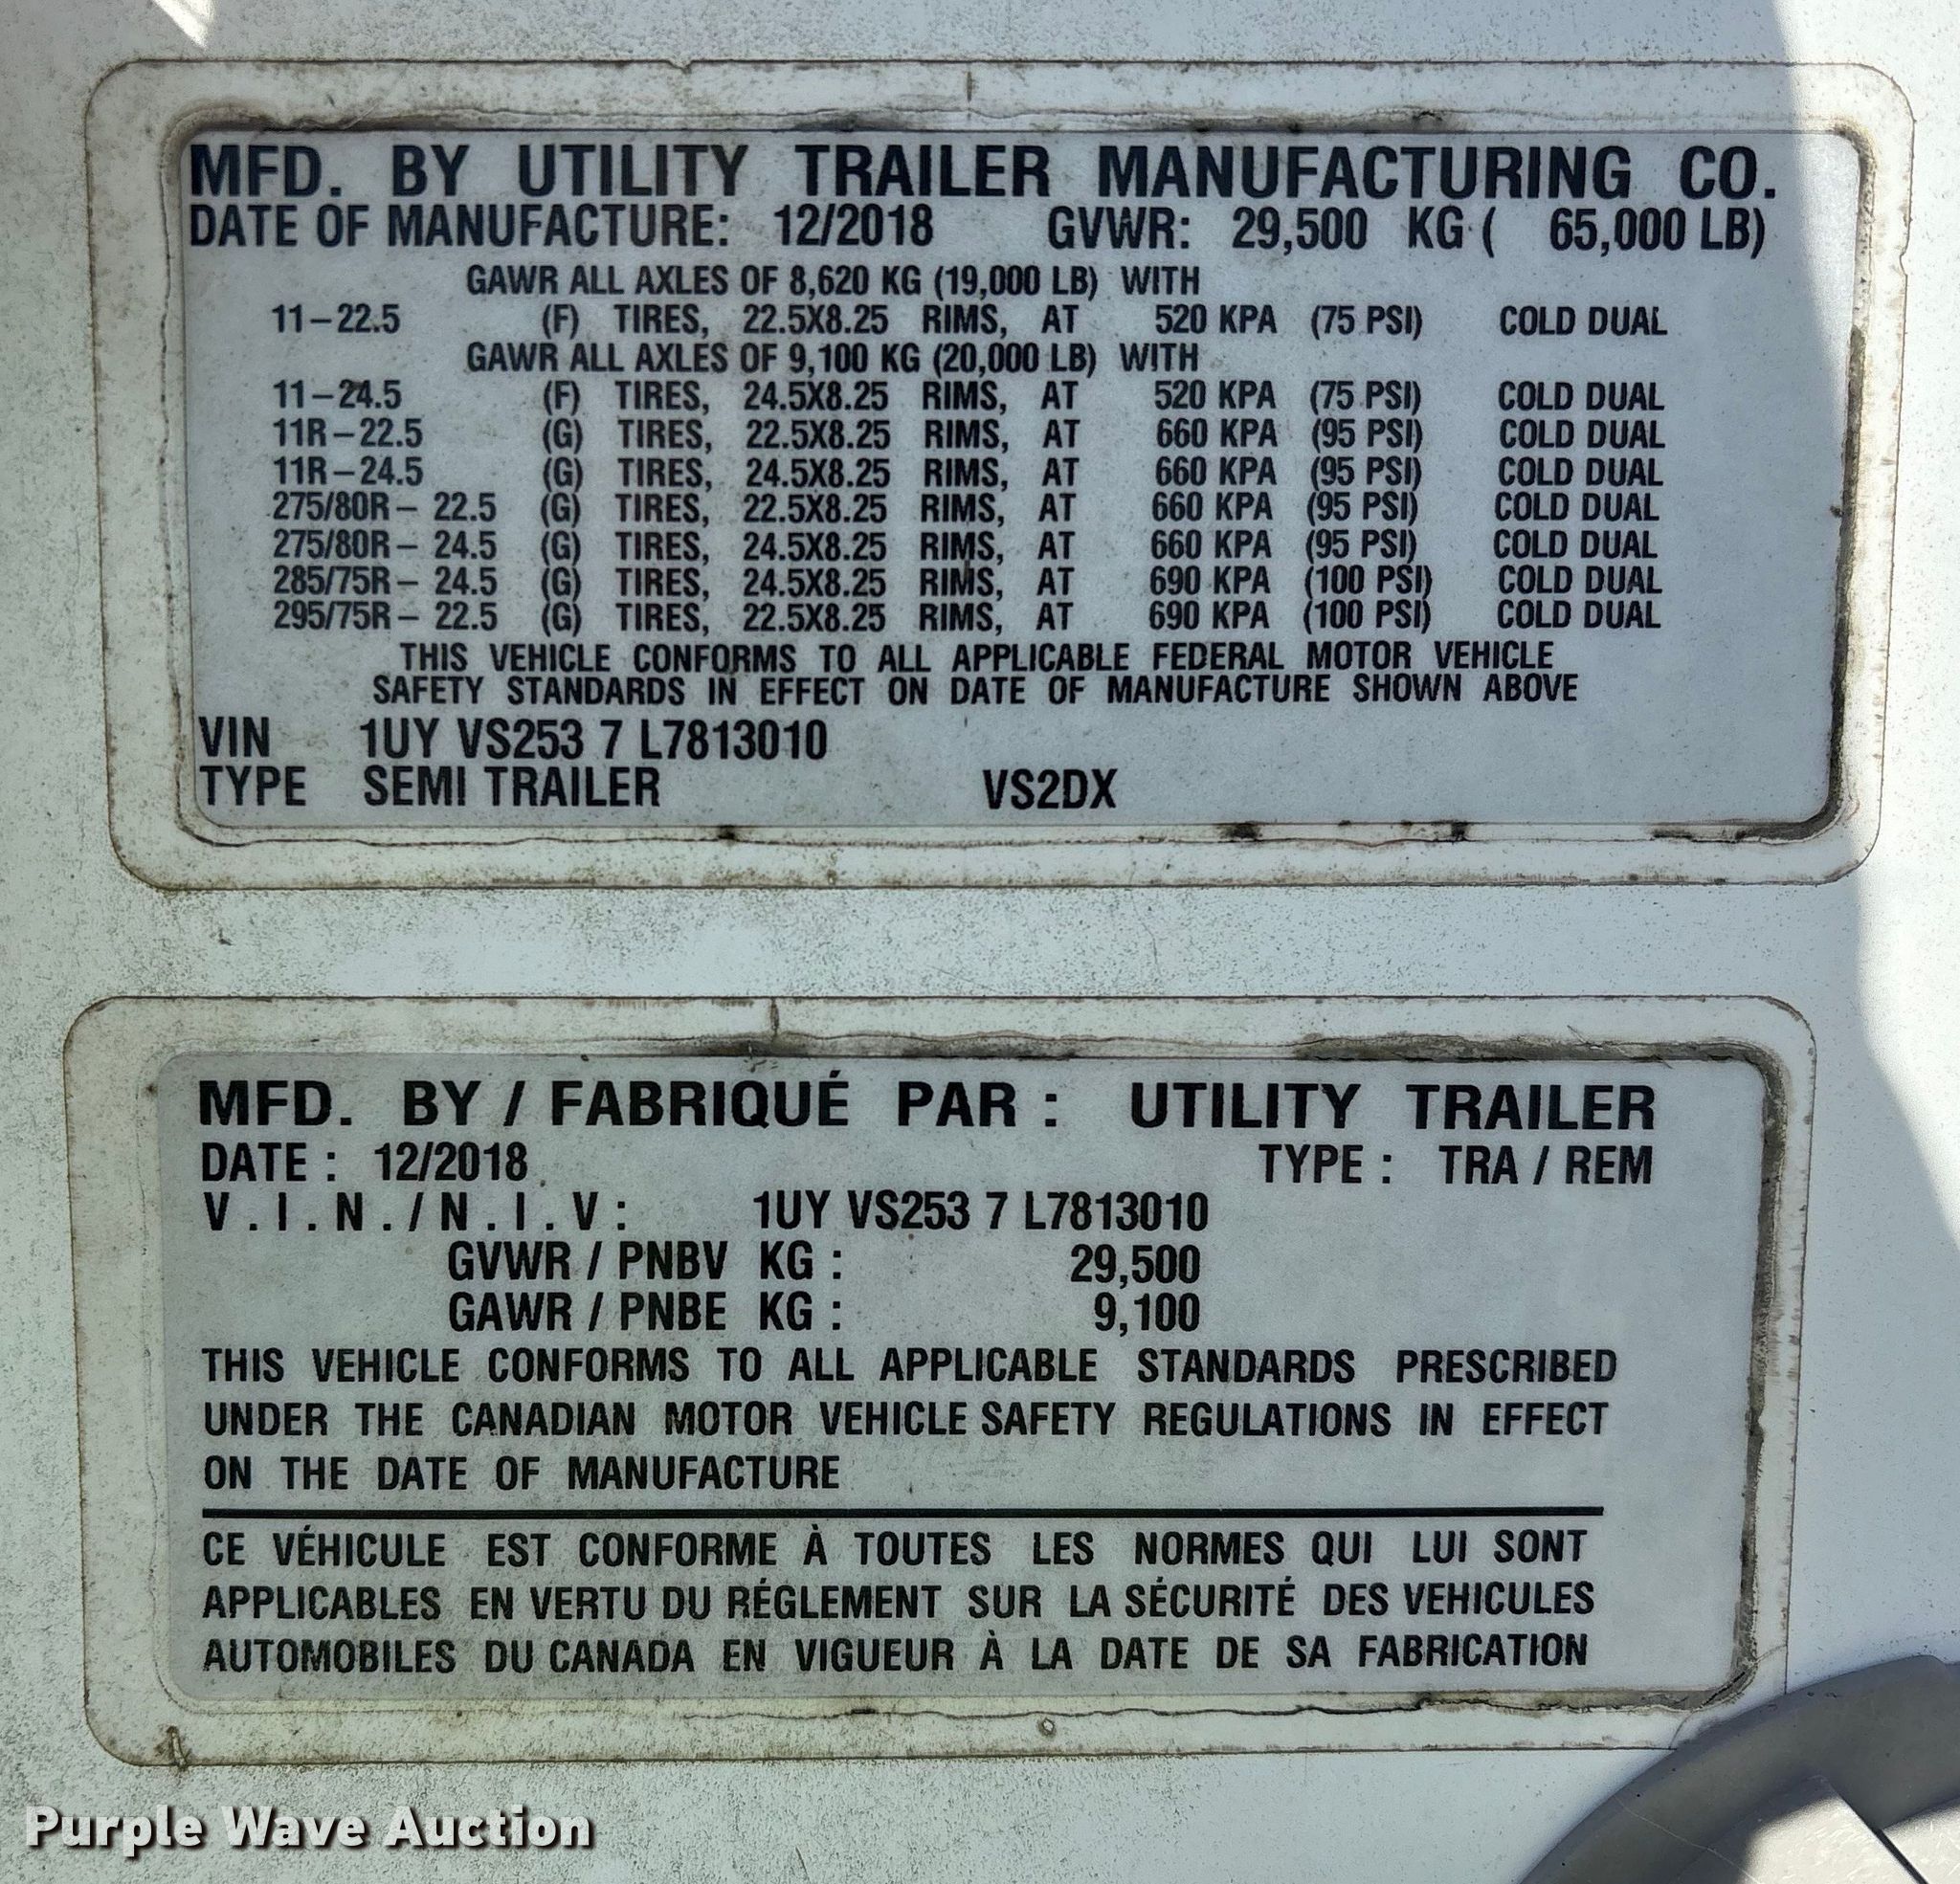 MFD. BY UTILITY TRAILER MANUFACTURING CO.
DATE OF MANUFACTURE: 12/2018 GVWR: 29,500 KG ( 65,000 LB)
GAWR ALL AXLES OF 8,620 KG (19,000 LB) WITH
11-22.5 (F) TIRES, 22.5X8.25 RIMS, AT 520 KPA (75 PSI) COLD DUAL
GAWR ALL AXLES OF 9,100 KG (20,000 LB) WITH
11-24.5 (F) TIRES, 24.5X8.25 RIMS, AT 520 KPA (75 PSI) COLD DUAL
11R-22.5 (G) TIRES, 22.5X8.25 RIMS, AT 660 KPA (95 PSI) COLD DUAL
11R-24.5 (G) TIRES, 24.5X8.25 RIMS, AT 660 KPA (95 PSI) COLD DUAL
275/80R- 22.5 (G) TIRES, 22.5X8.25 RIMS, AT 660 KPA (95 PSI) COLD DUAL
275/80R- 24.5 (G) TIRES, 24.5X8.25 RIMS, AT 660 KPA (95 PSI) COLD DUAL
285/75R- 24.5 (G) TIRES, 24.5X8.25 RIMS, AT 690 KPA (100 PSI) COLD DUAL
295/75R- 22.5 (G) TIRES, 22.5X8.25 RIMS, AT 690 KPA (100 PSI) COLD DUAL
THIS VEHICLE CONFORMS TO ALL APPLICABLE FEDERAL MOTOR VEHICLE
SAFETY STANDARDS IN EFFECT ON DATE OF MANUFACTURE SHOWN ABOVE
VIN 1UY VS253 7 L7813010
TYPE SEMI TRAILER VS2DX
MFD. BY / FABRIQUÉ PAR : UTILITY TRAILER
DATE : 12/2018 TYPE : TRA / REM
V.I.N./N.I.V: 1UY VS253 7 L7813010
GVWR / PNBV KG : 29,500
GAWR / PNBE KG : 9,100
THIS VEHICLE CONFORMS TO ALL APPLICABLE STANDARDS PRESCRIBED
UNDER THE CANADIAN MOTOR VEHICLE SAFETY REGULATIONS IN EFFECT
ON THE DATE OF MANUFACTURE
CE VÉHICULE EST CONFORME À TOUTES LES NORMES QUI LUI SONT
APPLICABLES EN VERTU DU RÉGLEMENT SUR LA SÉCURITÉ DES VEHICULES
AUTOMOBILES DU CANADA EN VIGUEUR À LA DATE DE SA FABRICATION
Purple Wave Auction